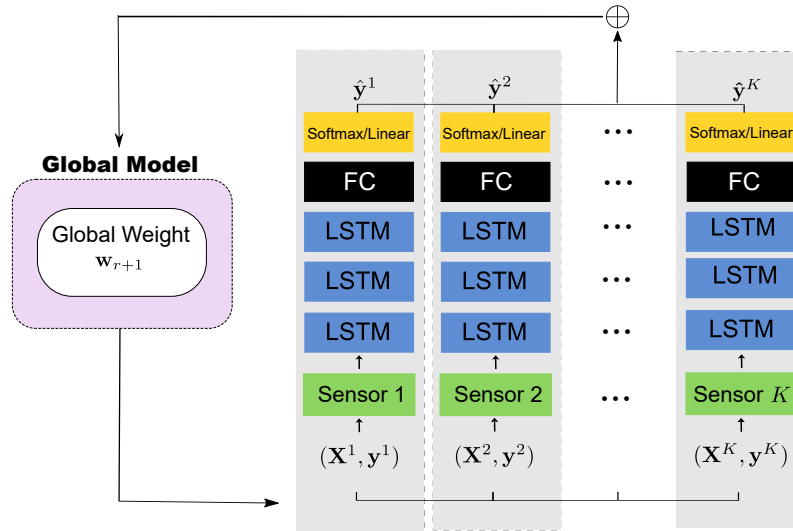 ŷ¹ ŷ² ŷᴷ
Softmax/Linear Softmax/Linear ... Softmax/Linear
Global Model
FC FC ... FC
Global Weight
w_{r+1}
LSTM LSTM ... LSTM
LSTM LSTM ... LSTM
LSTM LSTM ... LSTM
Sensor 1 Sensor 2 ... Sensor K
(X¹, y¹) (X², y²) (Xᴷ, yᴷ)